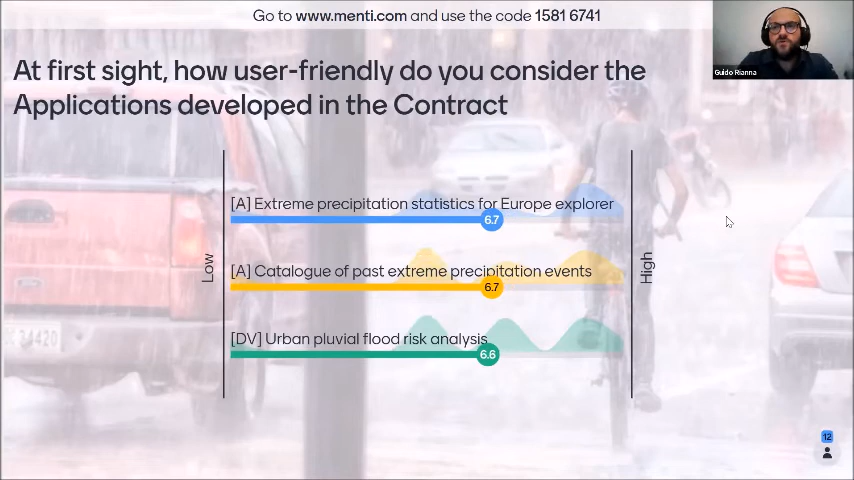 Go to www.menti.com and use the code 1581 6741
Guido Rianna
At first sight, how user-friendly do you consider the
Applications developed in the Contract
[A] Extreme precipitation statistics for Europe explorer
6.7
[A] Catalogue of past extreme precipitation events
6.7
[DV] Urban pluvial flood risk analysis
6.6
Low
High
34420
12